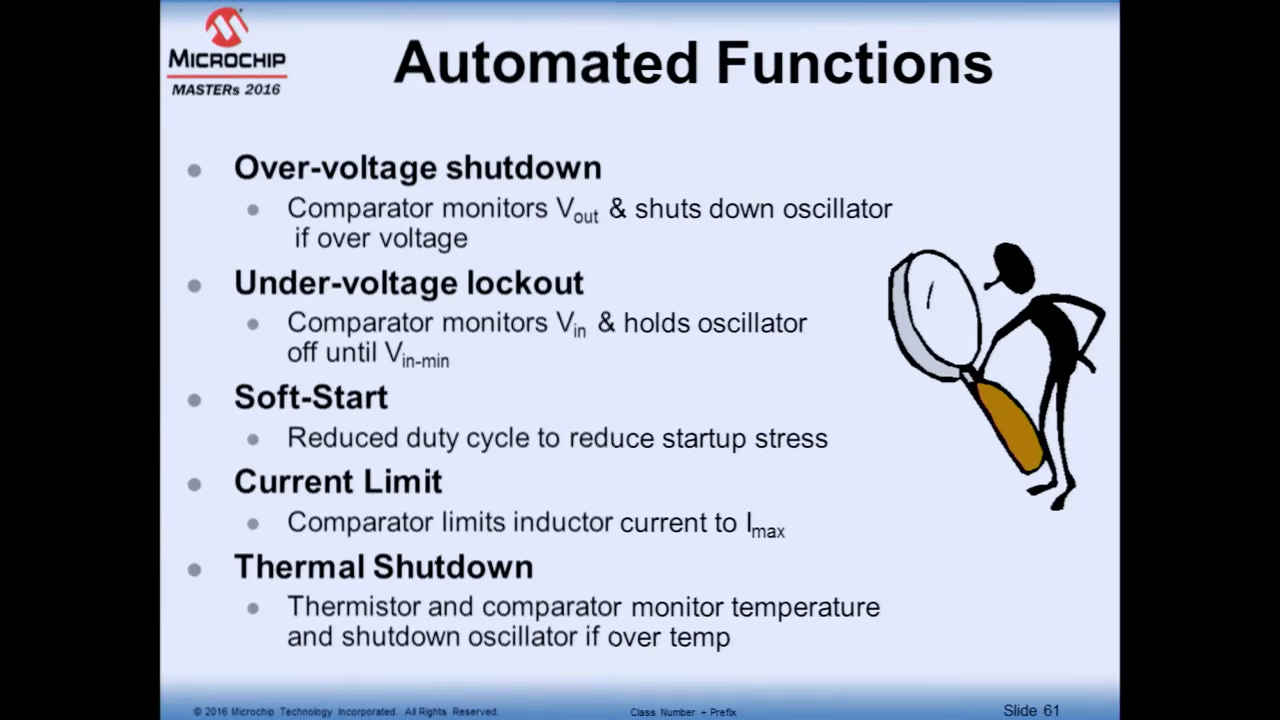 MICROCHIP
MASTERs 2016
Automated Functions
Over-voltage shutdown
Comparator monitors Vout & shuts down oscillator
if over voltage
Under-voltage lockout
Comparator monitors Vin & holds oscillator
off until Vin-min
Soft-Start
Reduced duty cycle to reduce startup stress
Current Limit
Comparator limits inductor current to Imax
Thermal Shutdown
Thermistor and comparator monitor temperature
and shutdown oscillator if over temp
© 2016 Microchip Technology Incorporated. All Rights Reserved.
Class Number + Prefix
Slide 61